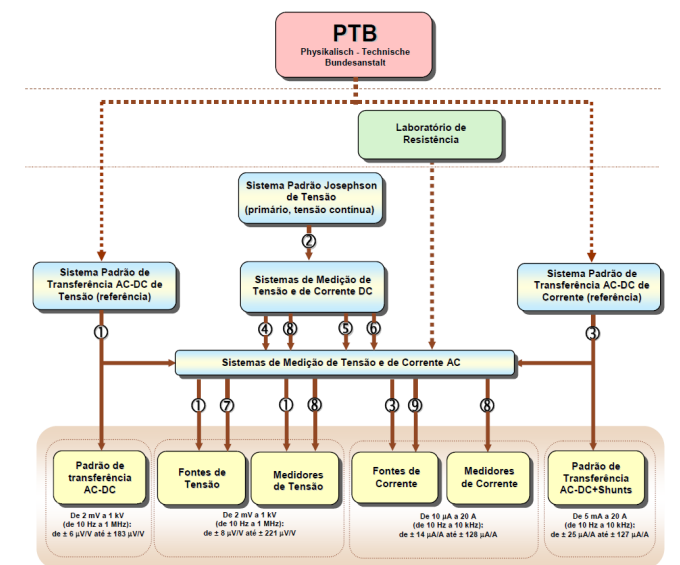 PTB
Physikalisch - Technische
Bundesanstalt
Laboratório de
Resistência
Sistema Padrão Josephson
de Tensão
(primário, tensão contínua)
②
Sistema Padrão de
Transferência AC-DC de
Tensão (referência)
Sistemas de Medição de
Tensão e de Corrente DC
Sistema Padrão de
Transferência AC-DC de
Corrente (referência)
① ④ ⑧ ⑤ ⑥ ③
Sistemas de Medição de Tensão e de Corrente AC
① ⑦ ① ⑧ ③ ⑨ ⑧
Padrão de
transferência
AC-DC
Fontes de
Tensão
Medidores
de Tensão
Fontes de
Corrente
Medidores
de Corrente
Padrão de
Transferência
AC-DC+Shunts
De 2 mV a 1 kV
(de 10 Hz a 1 MHz):
de ± 6 µV/V até ± 183 µV/V
De 2 mV a 1 kV
(de 10 Hz a 1 MHz):
de ± 8 µV/V até ± 221 µV/V
De 10 µA a 20 A
(de 10 Hz a 10 kHz):
de ± 14 µA/A até ± 128 µA/A
De 5 mA a 20 A
(de 10 Hz a 10 kHz):
de ± 25 µA/A até ± 127 µA/A